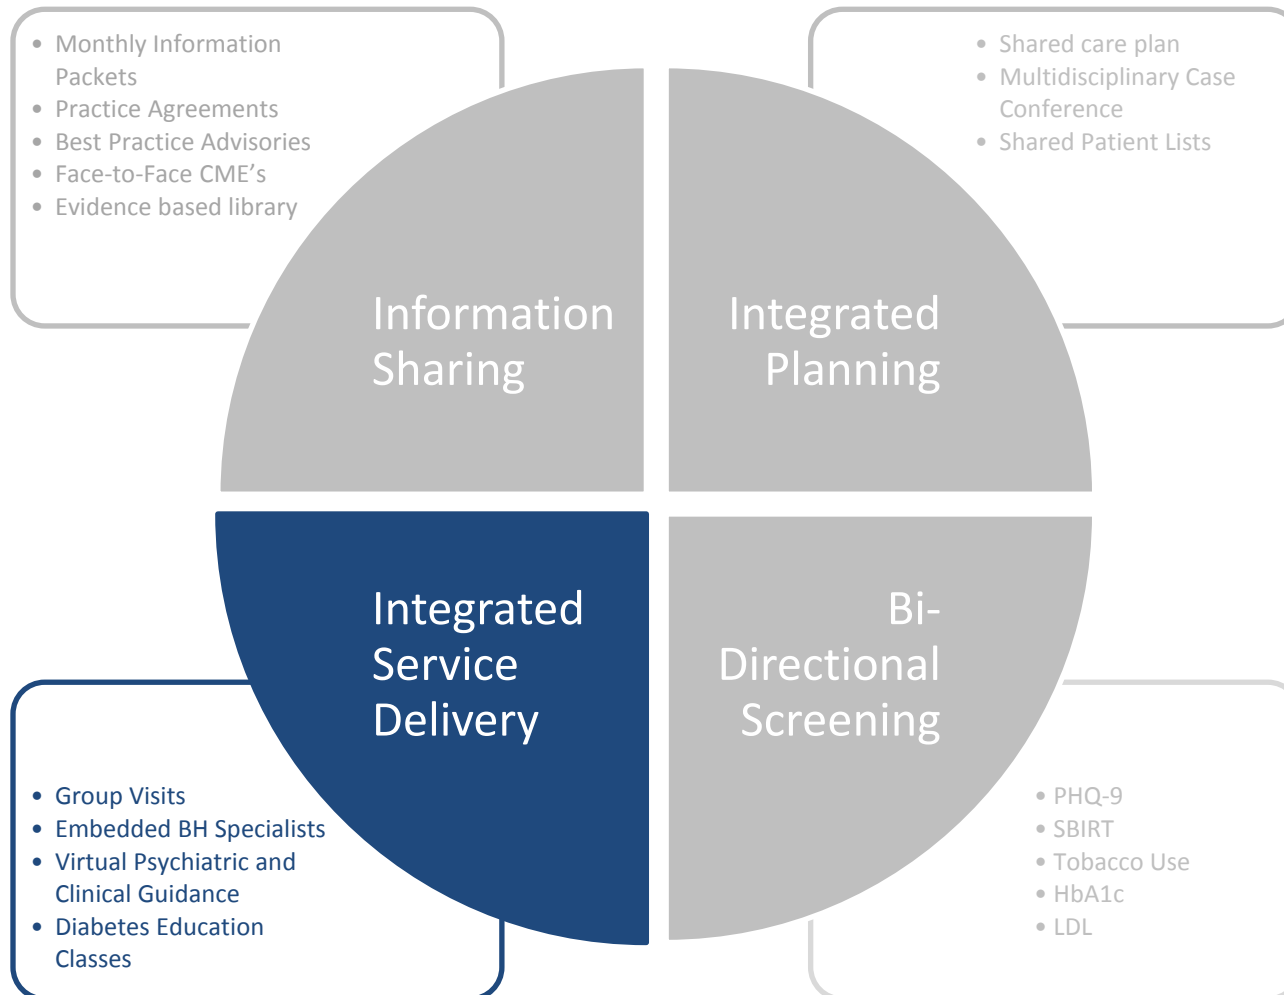 • Monthly Information
Packets
• Practice Agreements
• Best Practice Advisories
• Face-to-Face CME’s
• Evidence based library
• Shared care plan
• Multidisciplinary Case
Conference
• Shared Patient Lists
Information
Sharing
Integrated
Planning
Integrated
Service
Delivery
Bi-
Directional
Screening
• Group Visits
• Embedded BH Specialists
• Virtual Psychiatric and
Clinical Guidance
• Diabetes Education
Classes
• PHQ-9
• SBIRT
• Tobacco Use
• HbA1c
• LDL